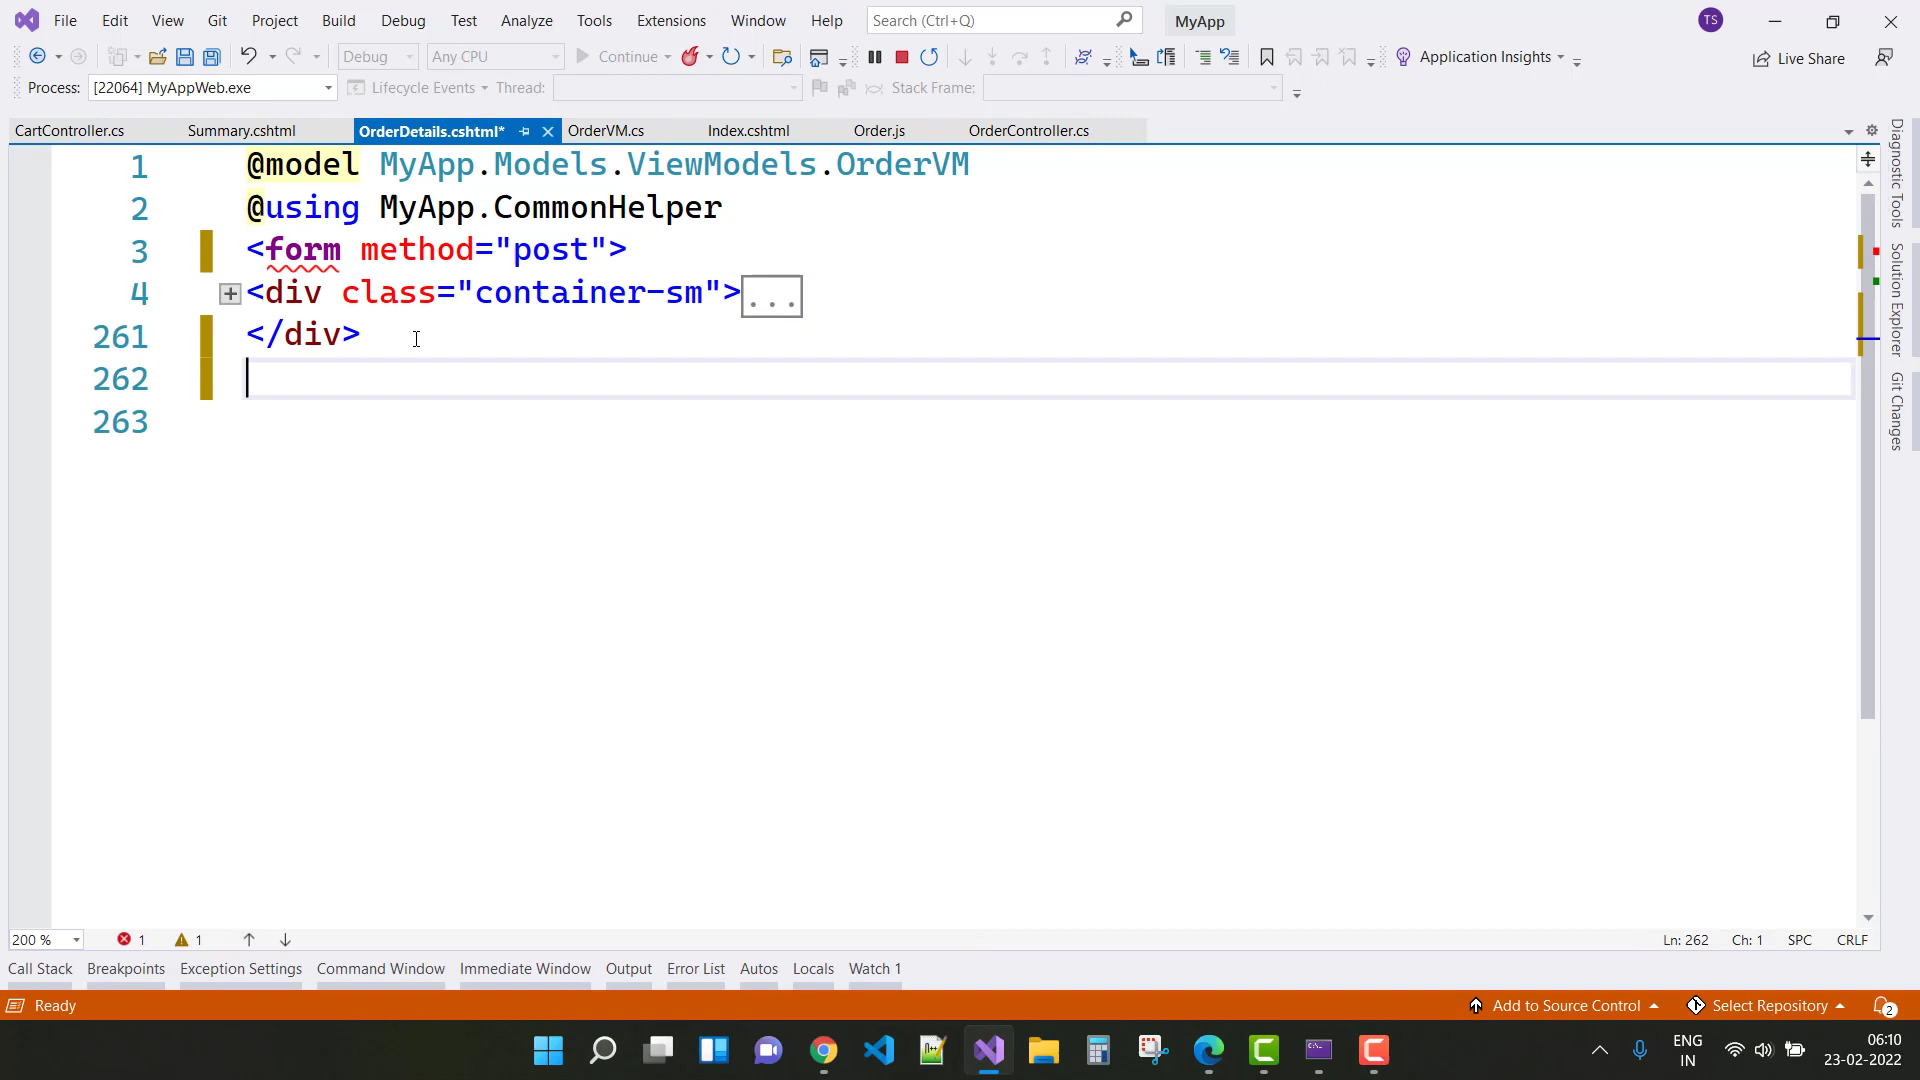 File Edit View Git Project Build Debug Test Analyze Tools Extensions Window Help Search (Ctrl+Q) MyApp TS
Debug Any CPU Continue Application Insights Live Share
Process: [22064] MyAppWeb.exe Lifecycle Events Thread: Stack Frame:
CartController.cs Summary.cshtml OrderDetails.cshtml* OrderVM.cs Index.cshtml Order.js OrderController.cs
1 @model MyApp.Models.ViewModels.OrderVM
2 @using MyApp.CommonHelper
3 <form method="post">
4 <div class="container-sm">...
261 </div>
262
263
Diagnostic Tools
Solution Explorer
Git Changes
200 % 1 1 Ln: 262 Ch: 1 SPC CRLF
Call Stack Breakpoints Exception Settings Command Window Immediate Window Output Error List Autos Locals Watch 1
Ready Add to Source Control Select Repository 2
ENG 06:10
IN 23-02-2022